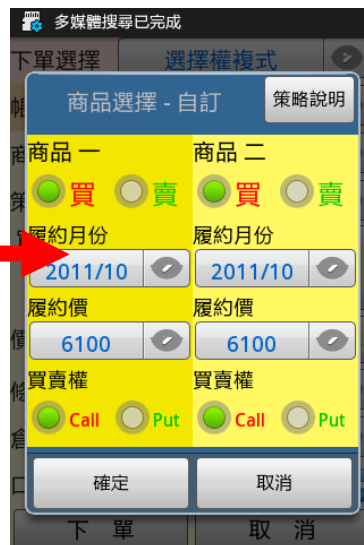 多媒體搜尋已完成
下單選擇 選擇權複式
商品選擇 - 自訂 策略說明
商品 一 商品 二
買 賣 買 賣
履約月份 履約月份
2011/10 2011/10
履約價 履約價
6100 6100
買賣權 買賣權
Call Put Call Put
確定 取消
下 單 取 消